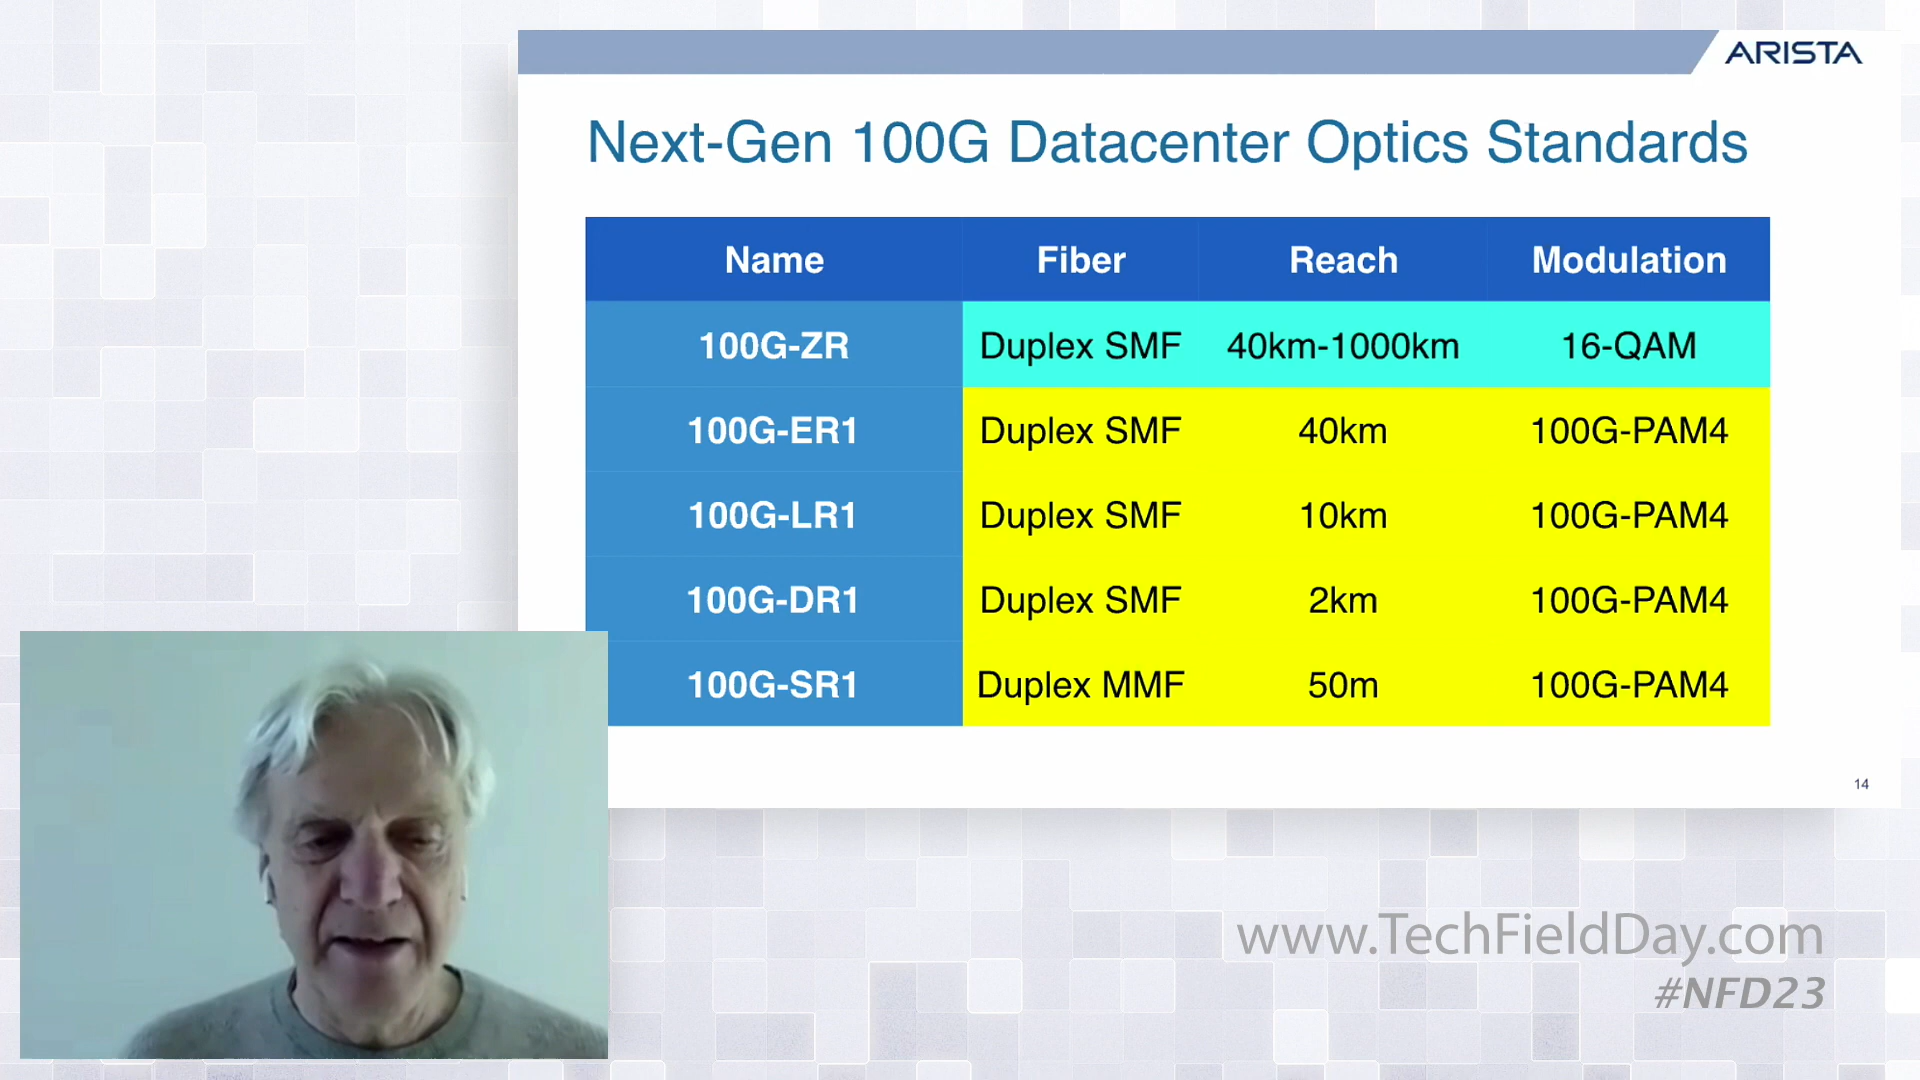 ARISTA
Next-Gen 100G Datacenter Optics Standards
Name Fiber Reach Modulation
100G-ZR Duplex SMF 40km-1000km 16-QAM
100G-ER1 Duplex SMF 40km 100G-PAM4
100G-LR1 Duplex SMF 10km 100G-PAM4
100G-DR1 Duplex SMF 2km 100G-PAM4
100G-SR1 Duplex MMF 50m 100G-PAM4
14
www.TechFieldDay.com
#NFD23